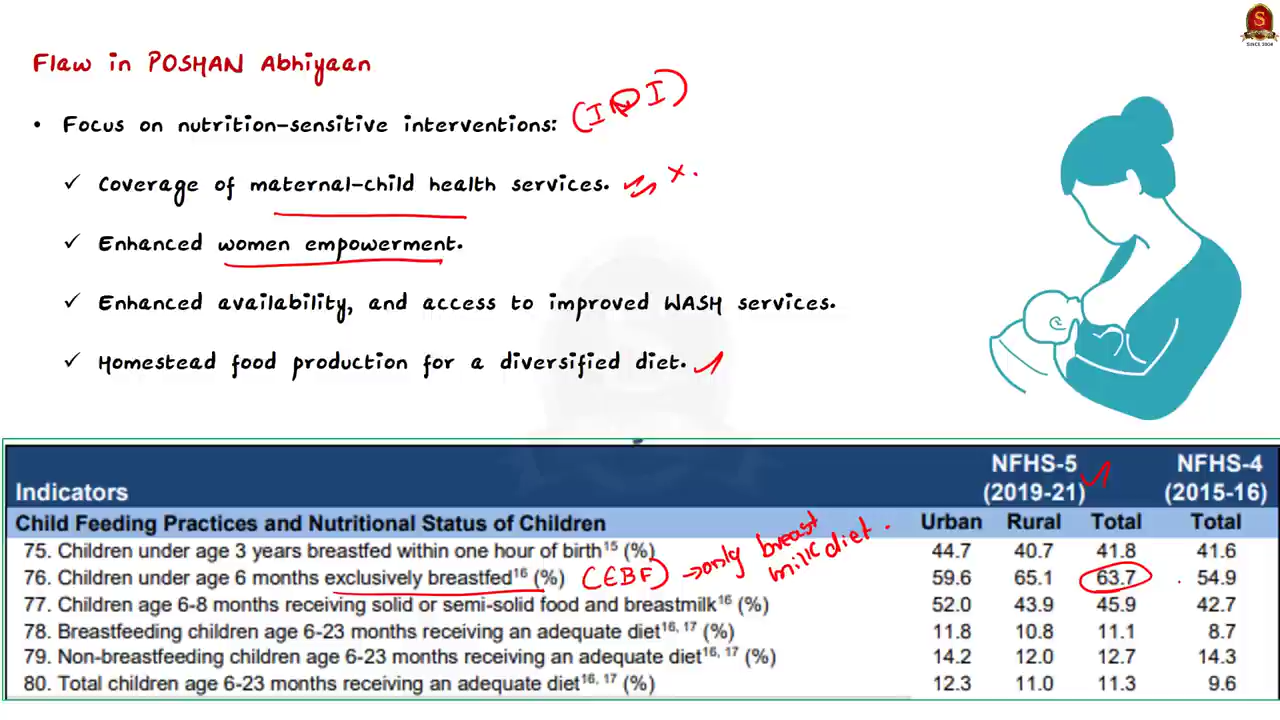 S
SINCE 2004
Flaw in POSHAN Abhiyaan
• Focus on nutrition-sensitive interventions:
✓ Coverage of maternal-child health services. x.
✓ Enhanced women empowerment.
✓ Enhanced availability, and access to improved WASH services.
✓ Homestead food production for a diversified diet. ✓
Indicators NFHS-5 (2019-21) ✓ NFHS-4 (2015-16)
Child Feeding Practices and Nutritional Status of Children Urban Rural Total Total
75. Children under age 3 years breastfed within one hour of birth15 (%) 44.7 40.7 41.8 41.6
76. Children under age 6 months exclusively breastfed16 (%) (EBF) → only breast milk diet. 59.6 65.1 63.7 54.9
77. Children age 6-8 months receiving solid or semi-solid food and breastmilk16 (%) 52.0 43.9 45.9 42.7
78. Breastfeeding children age 6-23 months receiving an adequate diet16, 17 (%) 11.8 10.8 11.1 8.7
79. Non-breastfeeding children age 6-23 months receiving an adequate diet16, 17 (%) 14.2 12.0 12.7 14.3
80. Total children age 6-23 months receiving an adequate diet16, 17 (%) 12.3 11.0 11.3 9.6